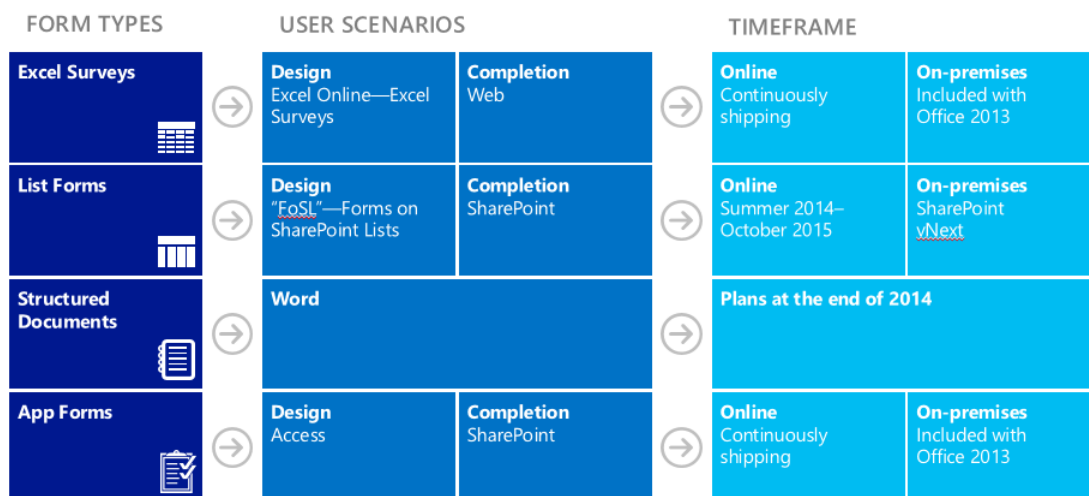 FORM TYPES
USER SCENARIOS
TIMEFRAME
Excel Surveys
Design
Excel Online—Excel
Surveys
Completion
Web
Online
Continuously
shipping
On-premises
Included with
Office 2013
List Forms
Design
"FoSL"—Forms on
SharePoint Lists
Completion
SharePoint
Online
Summer 2014–
October 2015
On-premises
SharePoint
vNext
Structured
Documents
Word
Plans at the end of 2014
App Forms
Design
Access
Completion
SharePoint
Online
Continuously
shipping
On-premises
Included with
Office 2013